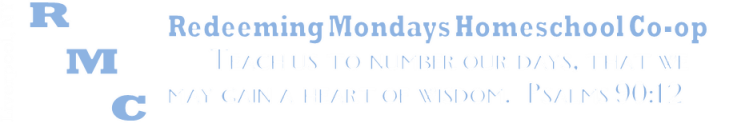 R
M
C
Redeeming Mondays Homeschool Co-op
Teach us to number our days, that we
may gain a heart of wisdom. Psalms 90:12